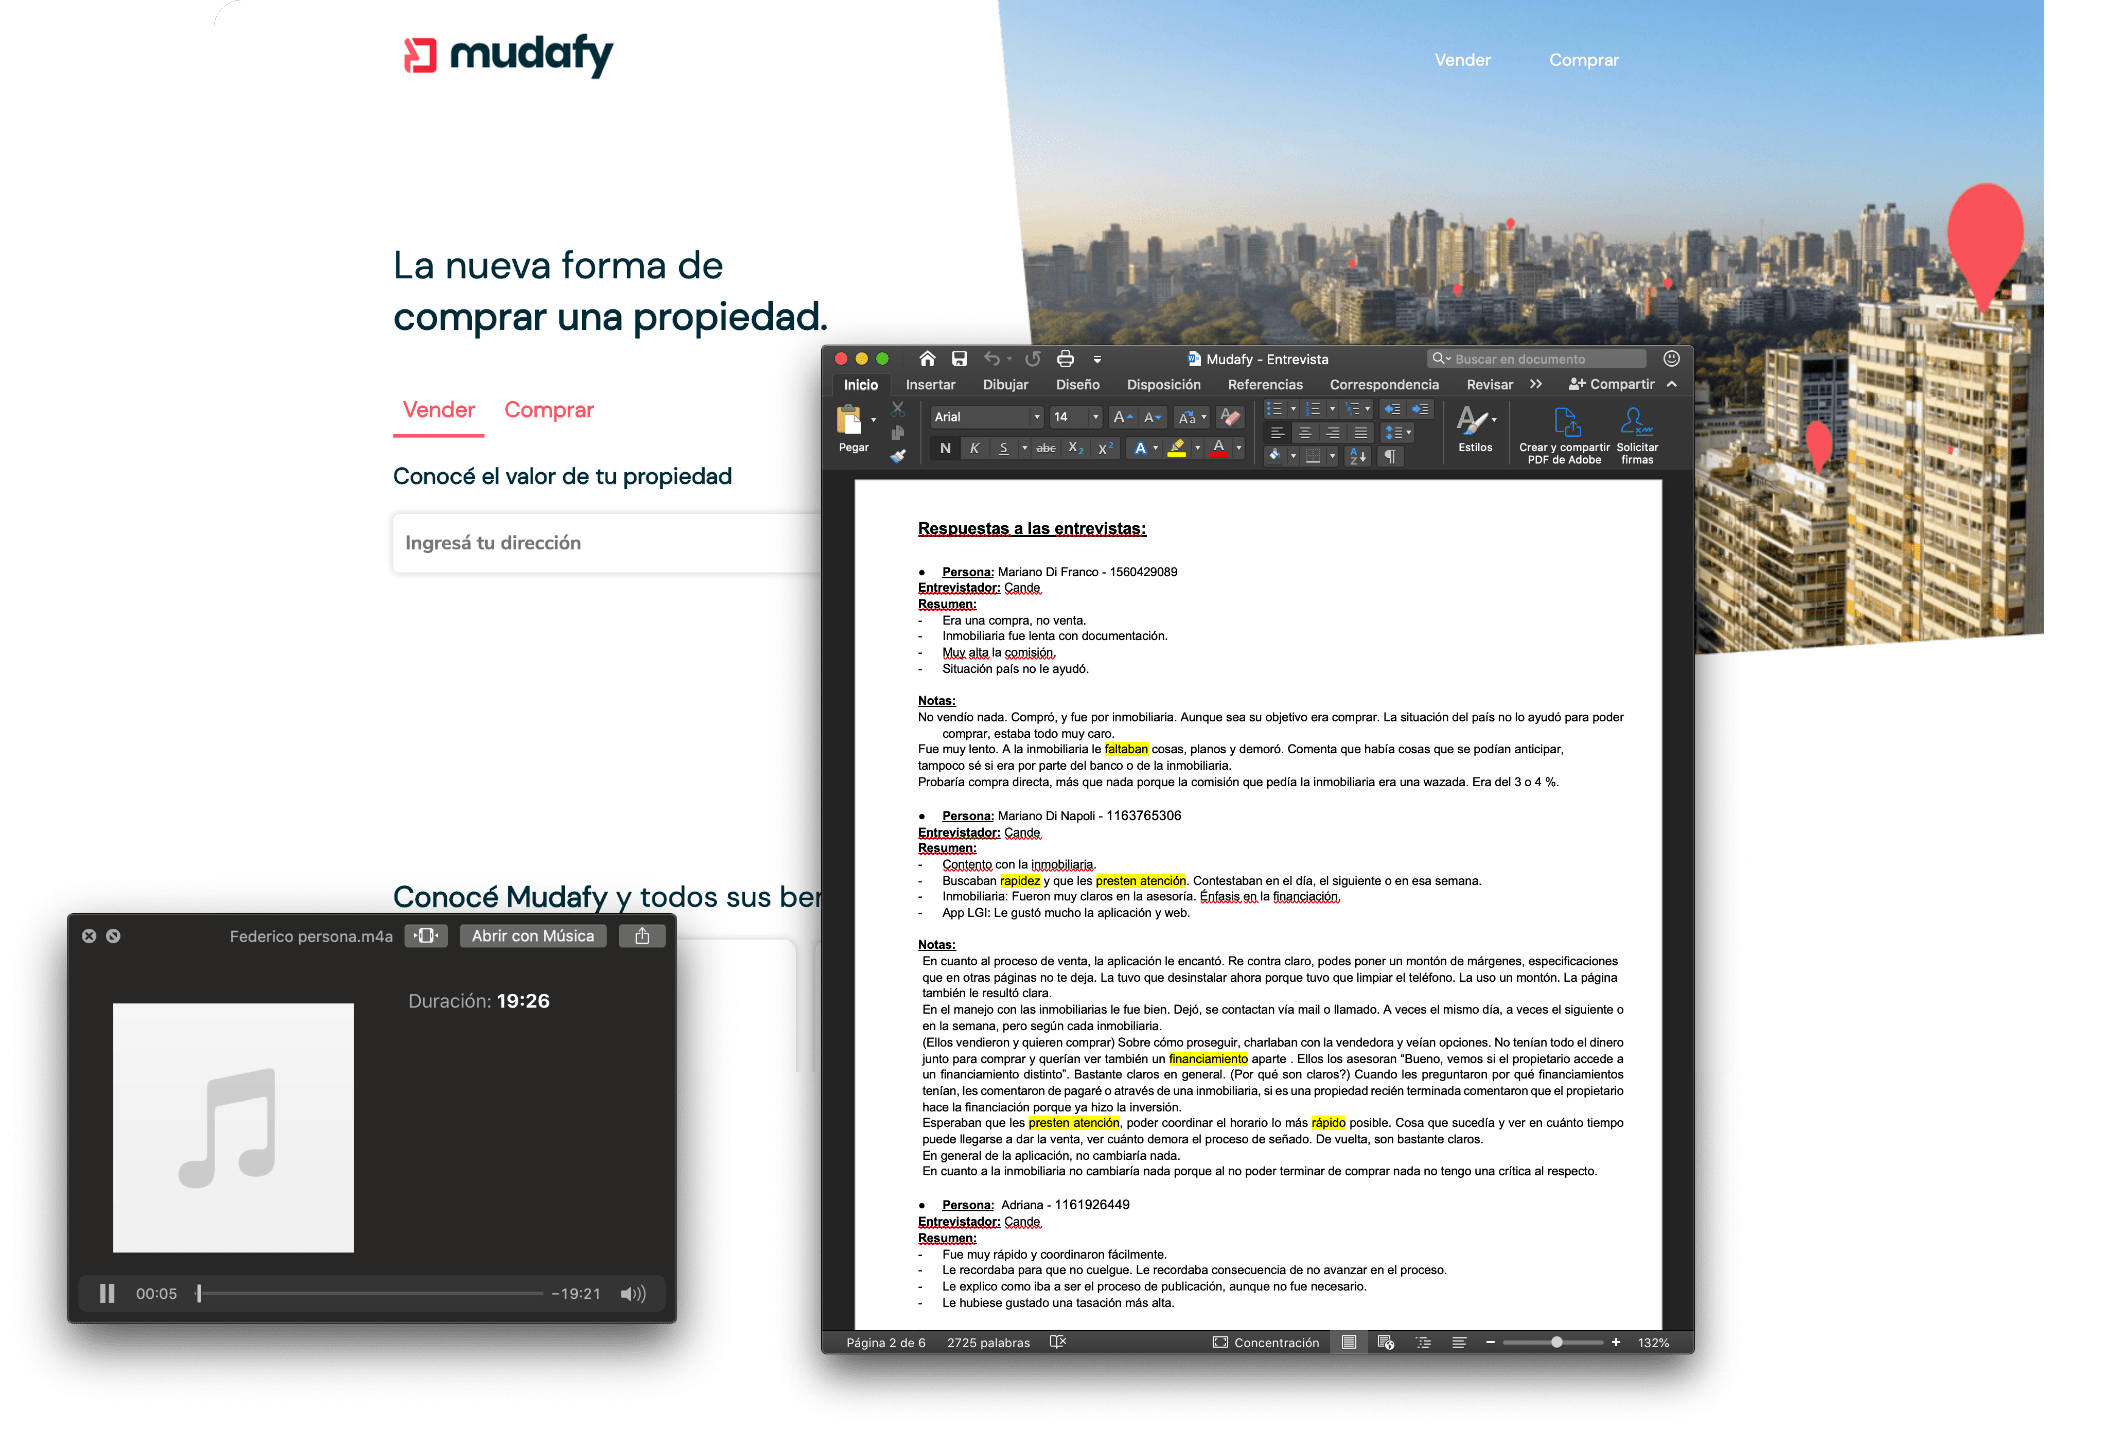 mudafy
Vender Comprar
La nueva forma de
comprar una propiedad.
Vender Comprar
Conocé el valor de tu propiedad
Ingresá tu dirección
Conocé Mudafy y todos sus ber
Federico persona.m4a Abrir con Música
Duración: 19:26
00:05 −19:21
Mudafy - Entrevista Buscar en documento
Inicio Insertar Dibujar Diseño Disposición Referencias Correspondencia Revisar Compartir
Pegar Arial 14 Estilos Crear y compartir PDF de Adobe Solicitar firmas
N K S abc X₂ X² A A
Respuestas a las entrevistas:
● Persona: Mariano Di Franco - 1560429089
Entrevistador: Cande
Resumen:
- Era una compra, no venta.
- Inmobiliaria fue lenta con documentación.
- Muy alta la comisión.
- Situación país no le ayudó.
Notas:
No vendío nada. Compró, y fue por inmobiliaria. Aunque sea su objetivo era comprar. La situación del país no lo ayudó para poder
comprar, estaba todo muy caro.
Fue muy lento. A la inmobiliaria le faltaban cosas, planos y demoró. Comenta que había cosas que se podían anticipar,
tampoco sé si era por parte del banco o de la inmobiliaria.
Probaría compra directa, más que nada porque la comisión que pedía la inmobiliaria era una wazada. Era del 3 o 4 %.
● Persona: Mariano Di Napoli - 1163765306
Entrevistador: Cande
Resumen:
- Contento con la inmobiliaria.
- Buscaban rapidez y que les presten atención. Contestaban en el día, el siguiente o en esa semana.
- Inmobiliaria: Fueron muy claros en la asesoría. Énfasis en la financiación.
- App LGI: Le gustó mucho la aplicación y web.
Notas:
En cuanto al proceso de venta, la aplicación le encantó. Re contra claro, podes poner un montón de márgenes, especificaciones
que en otras páginas no te deja. La tuvo que desinstalar ahora porque tuvo que limpiar el teléfono. La uso un montón. La página
también le resultó clara.
En el manejo con las inmobiliarias le fue bien. Dejó, se contactan vía mail o llamado. A veces el mismo día, a veces el siguiente o
en la semana, pero según cada inmobiliaria.
(Ellos vendieron y quieren comprar) Sobre cómo proseguir, charlaban con la vendedora y veían opciones. No tenían todo el dinero
junto para comprar y querían ver también un financiamiento aparte . Ellos los asesoran “Bueno, vemos si el propietario accede a
un financiamiento distinto”. Bastante claros en general. (Por qué son claros?) Cuando les preguntaron por qué financiamientos
tenían, les comentaron de pagaré o através de una inmobiliaria, si es una propiedad recién terminada comentaron que el propietario
hace la financiación porque ya hizo la inversión.
Esperaban que les presten atención, poder coordinar el horario lo más rápido posible. Cosa que sucedía y ver en cuánto tiempo
puede llegarse a dar la venta, ver cuánto demora el proceso de señado. De vuelta, son bastante claros.
En general de la aplicación, no cambiaría nada.
En cuanto a la inmobiliaria no cambiaría nada porque al no poder terminar de comprar nada no tengo una crítica al respecto.
● Persona: Adriana - 1161926449
Entrevistador: Cande
Resumen:
- Fue muy rápido y coordinaron fácilmente.
- Le recordaba para que no cuelgue. Le recordaba consecuencia de no avanzar en el proceso.
- Le explico como iba a ser el proceso de publicación, aunque no fue necesario.
- Le hubiese gustado una tasación más alta.
Página 2 de 6 2725 palabras Concentración 132%